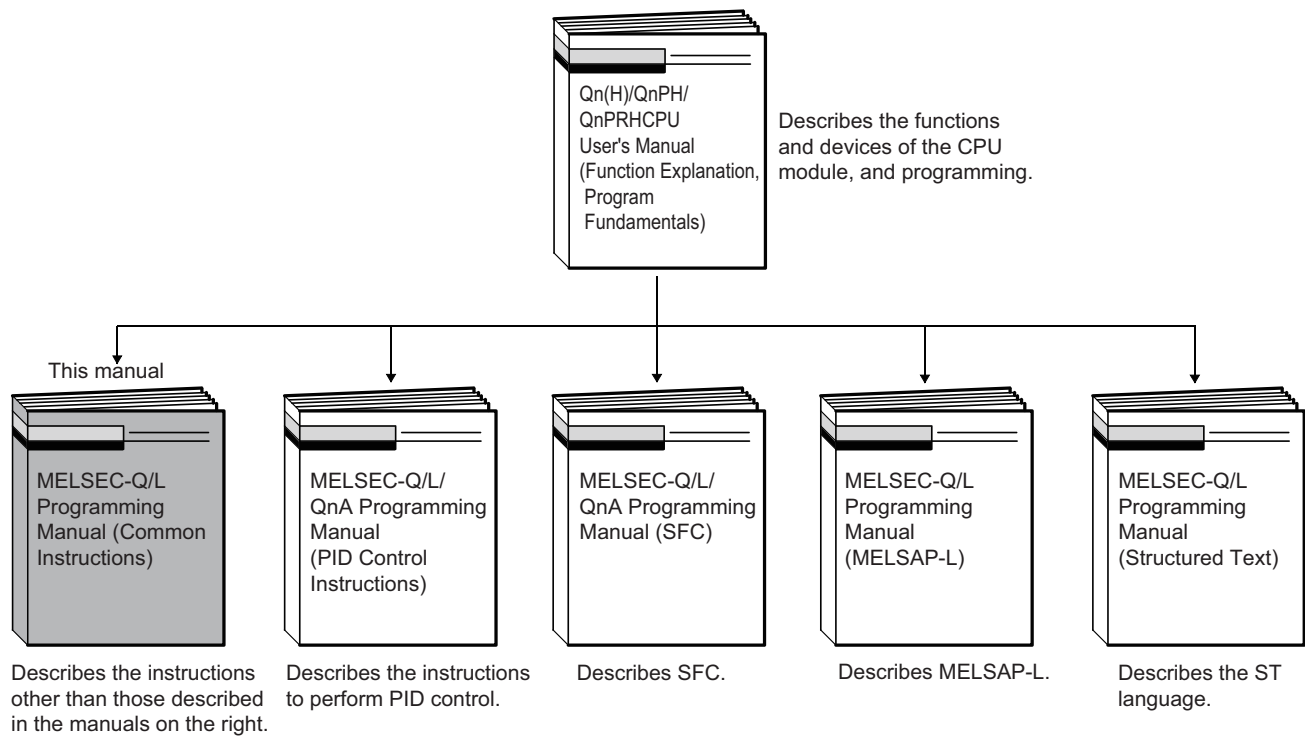 Qn(H)/QnPH/
QnPRHCPU
User's Manual
(Function Explanation,
Program
Fundamentals)
Describes the functions
and devices of the CPU
module, and programming.
This manual
MELSEC-Q/L
Programming
Manual (Common
Instructions)
Describes the instructions
other than those described
in the manuals on the right.
MELSEC-Q/L/
QnA Programming
Manual
(PID Control
Instructions)
Describes the instructions
to perform PID control.
MELSEC-Q/L/
QnA Programming
Manual (SFC)
Describes SFC.
MELSEC-Q/L
Programming
Manual
(MELSAP-L)
Describes MELSAP-L.
MELSEC-Q/L
Programming
Manual
(Structured Text)
Describes the ST
language.